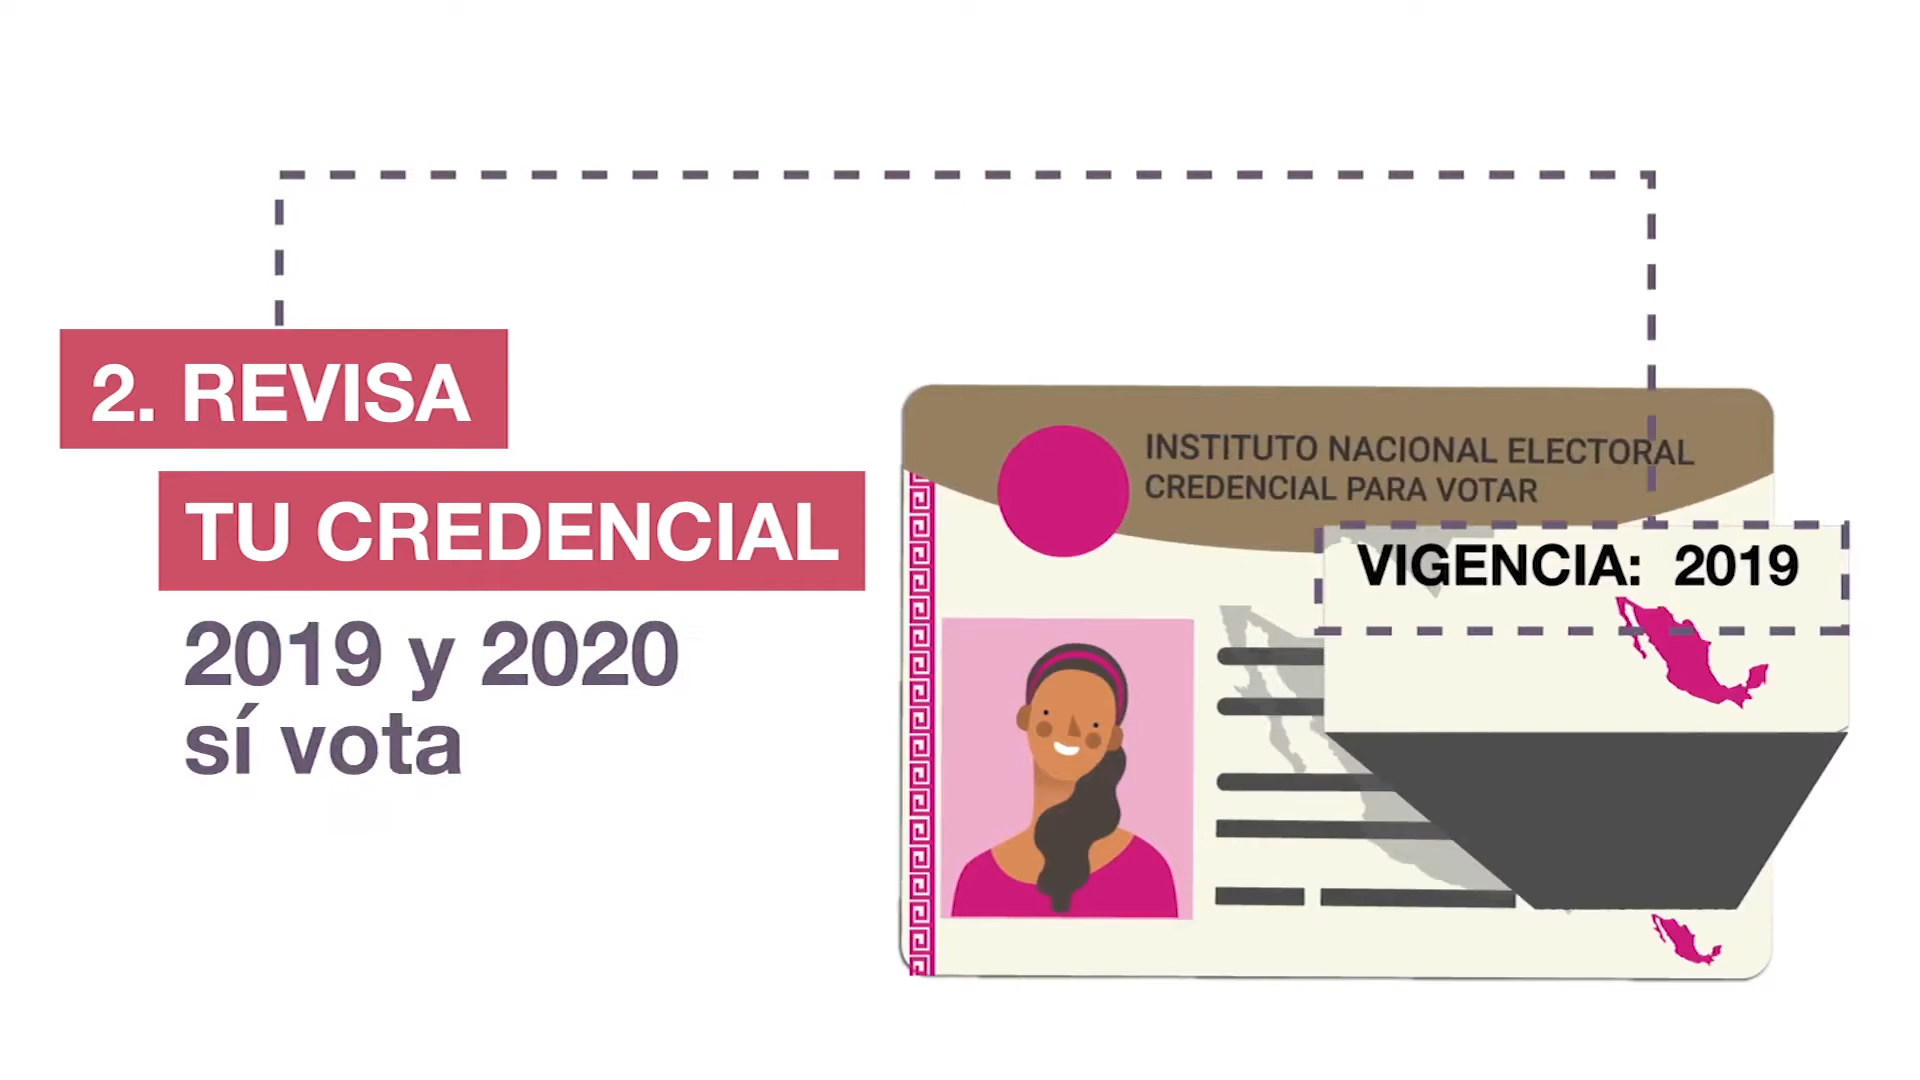 2. REVISA
TU CREDENCIAL
2019 y 2020
sí vota
INSTITUTO NACIONAL ELECTORAL
CREDENCIAL PARA VOTAR
VIGENCIA: 2019